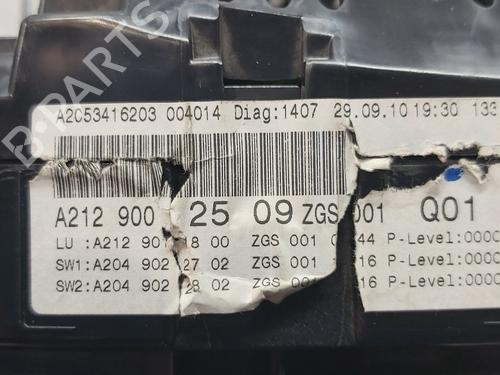 B-PARTS
A2C53416203 004014 Diag:1407 29.09.10 19:30 133
A212 900 25 09 ZGS 001 Q01
LU :A212 901 18 00 ZGS 001 44 P-Level:0000
SW1:A204 902 27 02 ZGS 001 16 P-Level:0000
SW2:A204 902 28 02 ZGS 001 16 P-Level:0000